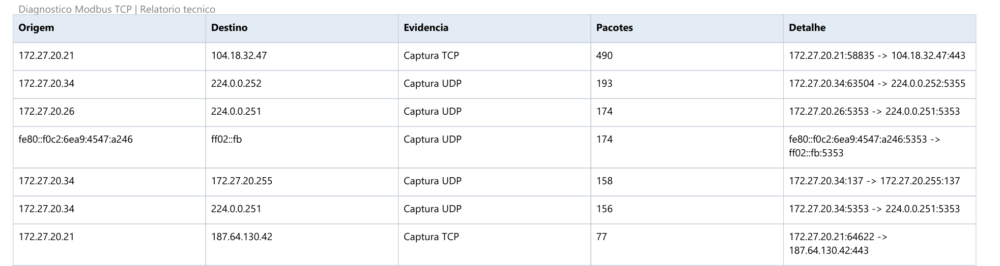 Diagnostico Modbus TCP | Relatorio tecnico
Origem Destino Evidencia Pacotes Detalhe
172.27.20.21 104.18.32.47 Captura TCP 490 172.27.20.21:58835 -> 104.18.32.47:443
172.27.20.34 224.0.0.252 Captura UDP 193 172.27.20.34:63504 -> 224.0.0.252:5355
172.27.20.26 224.0.0.251 Captura UDP 174 172.27.20.26:5353 -> 224.0.0.251:5353
fe80::f0c2:6ea9:4547:a246 ff02::fb Captura UDP 174 fe80::f0c2:6ea9:4547:a246:5353 ->
ff02::fb:5353
172.27.20.34 172.27.20.255 Captura UDP 158 172.27.20.34:137 -> 172.27.20.255:137
172.27.20.34 224.0.0.251 Captura UDP 156 172.27.20.34:5353 -> 224.0.0.251:5353
172.27.20.21 187.64.130.42 Captura TCP 77 172.27.20.21:64622 ->
187.64.130.42:443